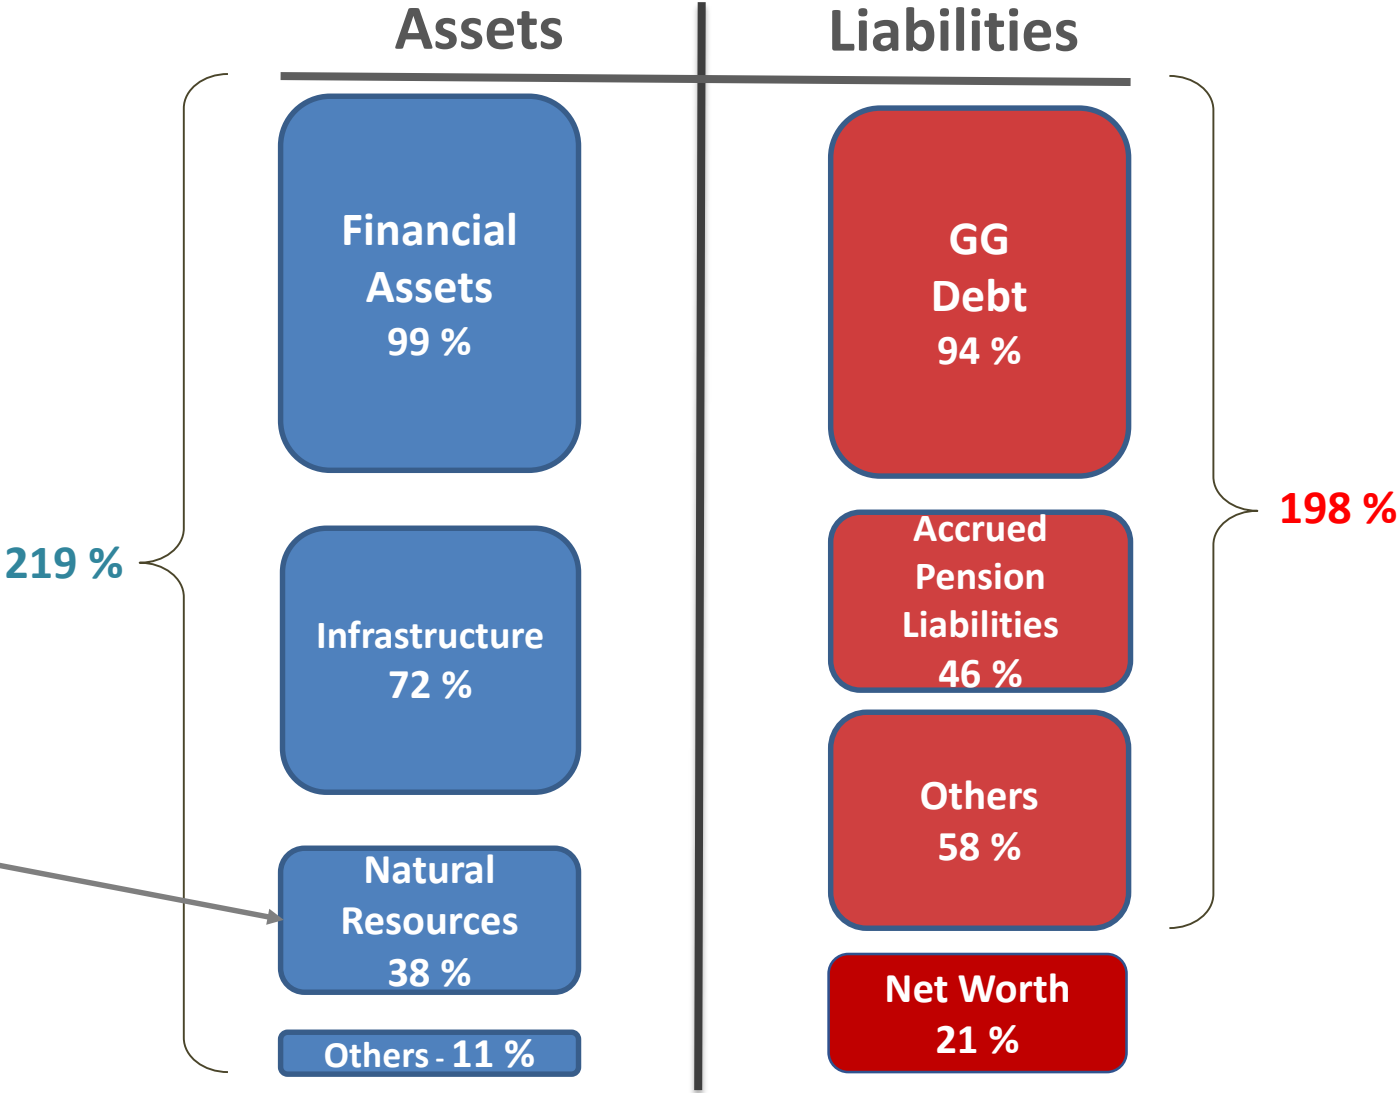 Assets
Financial
Assets
99 %
Infrastructure
72 %
Natural
Resources
38 %
Others - 11 %
219 %
Liabilities
GG
Debt
94 %
Accrued
Pension
Liabilities
46 %
Others
58 %
Net Worth
21 %
198 %